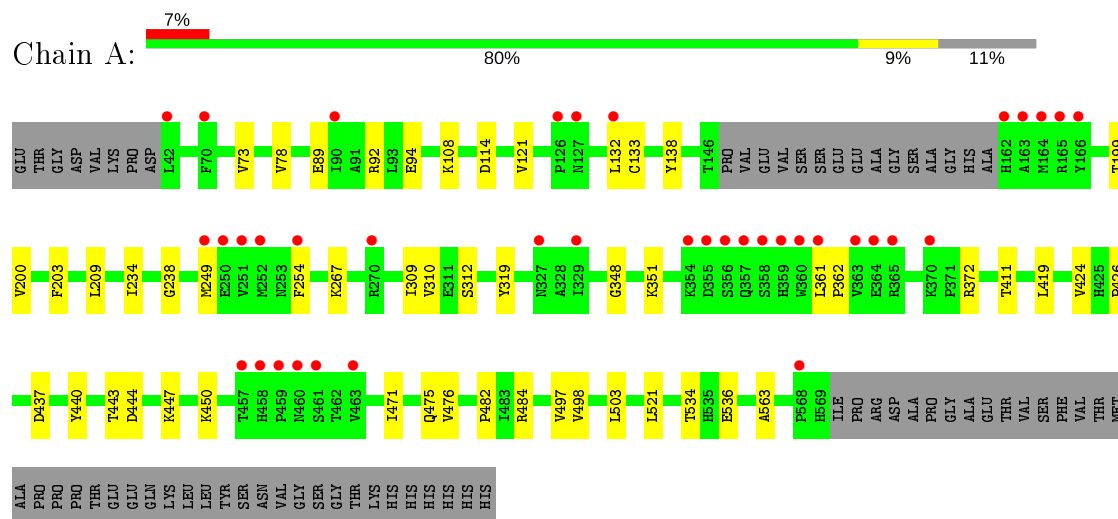 7%
Chain A:
80% 9% 11%
GLU THR GLY ASP VAL LYS PRO ASP L42 F70 V73 V78 E89 I90 A91 R92 L93 E94 K108 D114 V121 P126 N127 L132 C133 Y138 T146 PRO VAL GLU VAL SER SER GLU GLU ALA GLY SER ALA GLY HIS ALA H162 A163 M164 R165 Y166 T199
V200 F203 L209 I234 G238 M249 E250 V251 M252 N253 F254 K267 R270 I309 V310 E311 S312 Y319 N327 A328 I329 G348 K351 K354 D355 S356 Q357 S358 H359 W360 L361 P362 V363 E364 R365 K370 P371 R372 T411 L419 V424 H425 P426
D437 Y440 T443 D444 K447 K450 T457 H458 P459 N460 S461 T462 V463 I471 Q475 V476 P482 I483 R484 V497 V498 L503 L521 T534 H535 E536 A563 P568 H569 ILE PRO ARG ASP ALA PRO GLY ALA GLU THR VAL SER PHE VAL THR MET
ALA PRO PRO PRO THR GLU GLU GLN LYS LEU LEU TYR SER ASN VAL GLY SER GLY THR LYS HIS HIS HIS HIS HIS HIS